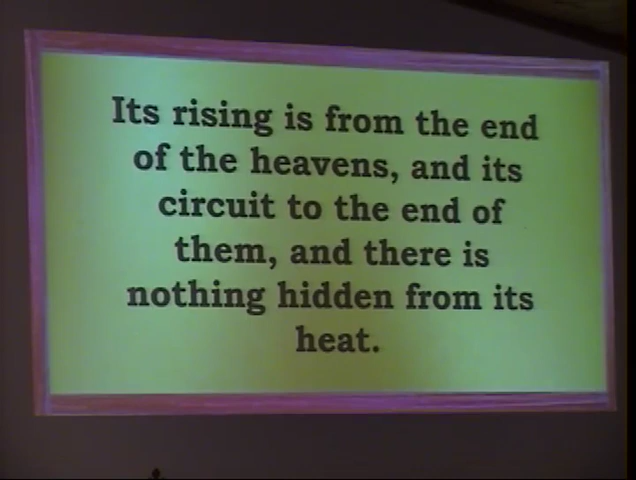 Its rising is from the end
of the heavens, and its
circuit to the end of
them, and there is
nothing hidden from its
heat.